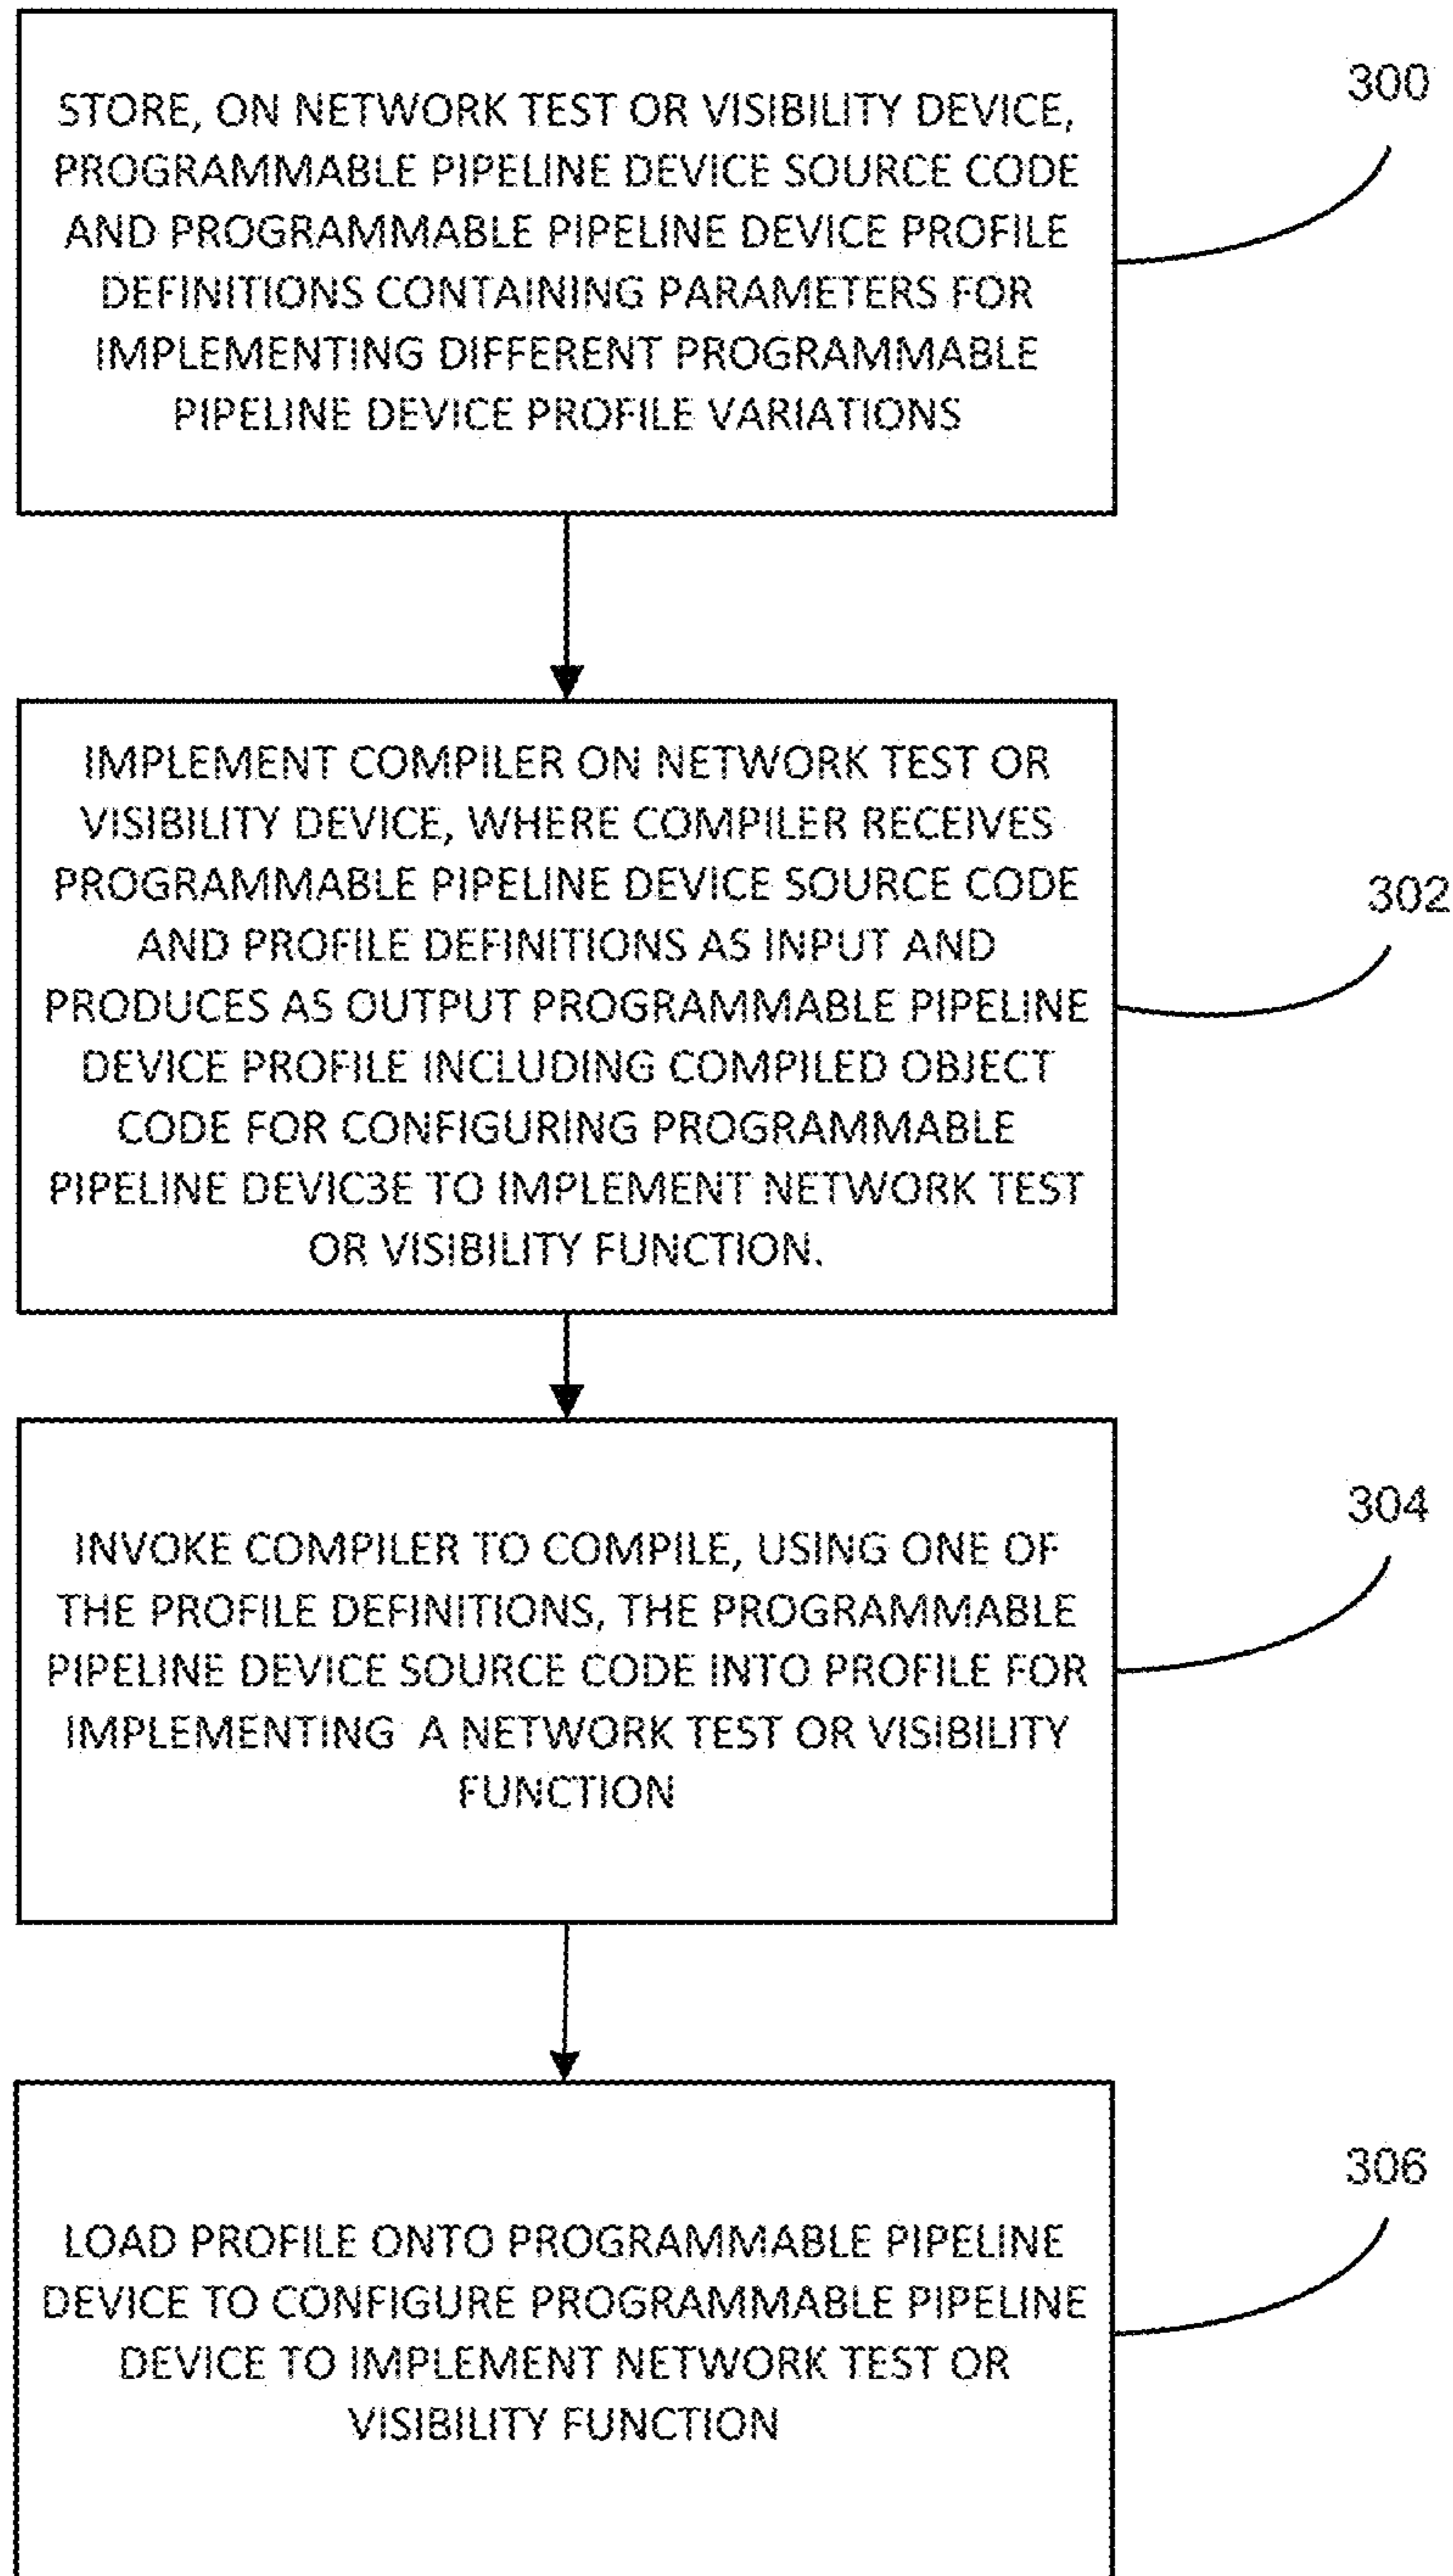 STORE, ON NETWORK TEST OR VISIBILITY DEVICE,
PROGRAMMABLE PIPELINE DEVICE SOURCE CODE
AND PROGRAMMABLE PIPELINE DEVICE PROFILE
DEFINITIONS CONTAINING PARAMETERS FOR
IMPLEMENTING DIFFERENT PROGRAMMABLE
PIPELINE DEVICE PROFILE VARIATIONS
300
IMPLEMENT COMPILER ON NETWORK TEST OR
VISIBILITY DEVICE, WHERE COMPILER RECEIVES
PROGRAMMABLE PIPELINE DEVICE SOURCE CODE
AND PROFILE DEFINITIONS AS INPUT AND
PRODUCES AS OUTPUT PROGRAMMABLE PIPELINE
DEVICE PROFILE INCLUDING COMPILED OBJECT
CODE FOR CONFIGURING PROGRAMMABLE
PIPELINE DEVIC3E TO IMPLEMENT NETWORK TEST
OR VISIBILITY FUNCTION.
302
INVOKE COMPILER TO COMPILE, USING ONE OF
THE PROFILE DEFINITIONS, THE PROGRAMMABLE
PIPELINE DEVICE SOURCE CODE INTO PROFILE FOR
IMPLEMENTING A NETWORK TEST OR VISIBILITY
FUNCTION
304
LOAD PROFILE ONTO PROGRAMMABLE PIPELINE
DEVICE TO CONFIGURE PROGRAMMABLE PIPELINE
DEVICE TO IMPLEMENT NETWORK TEST OR
VISIBILITY FUNCTION
306